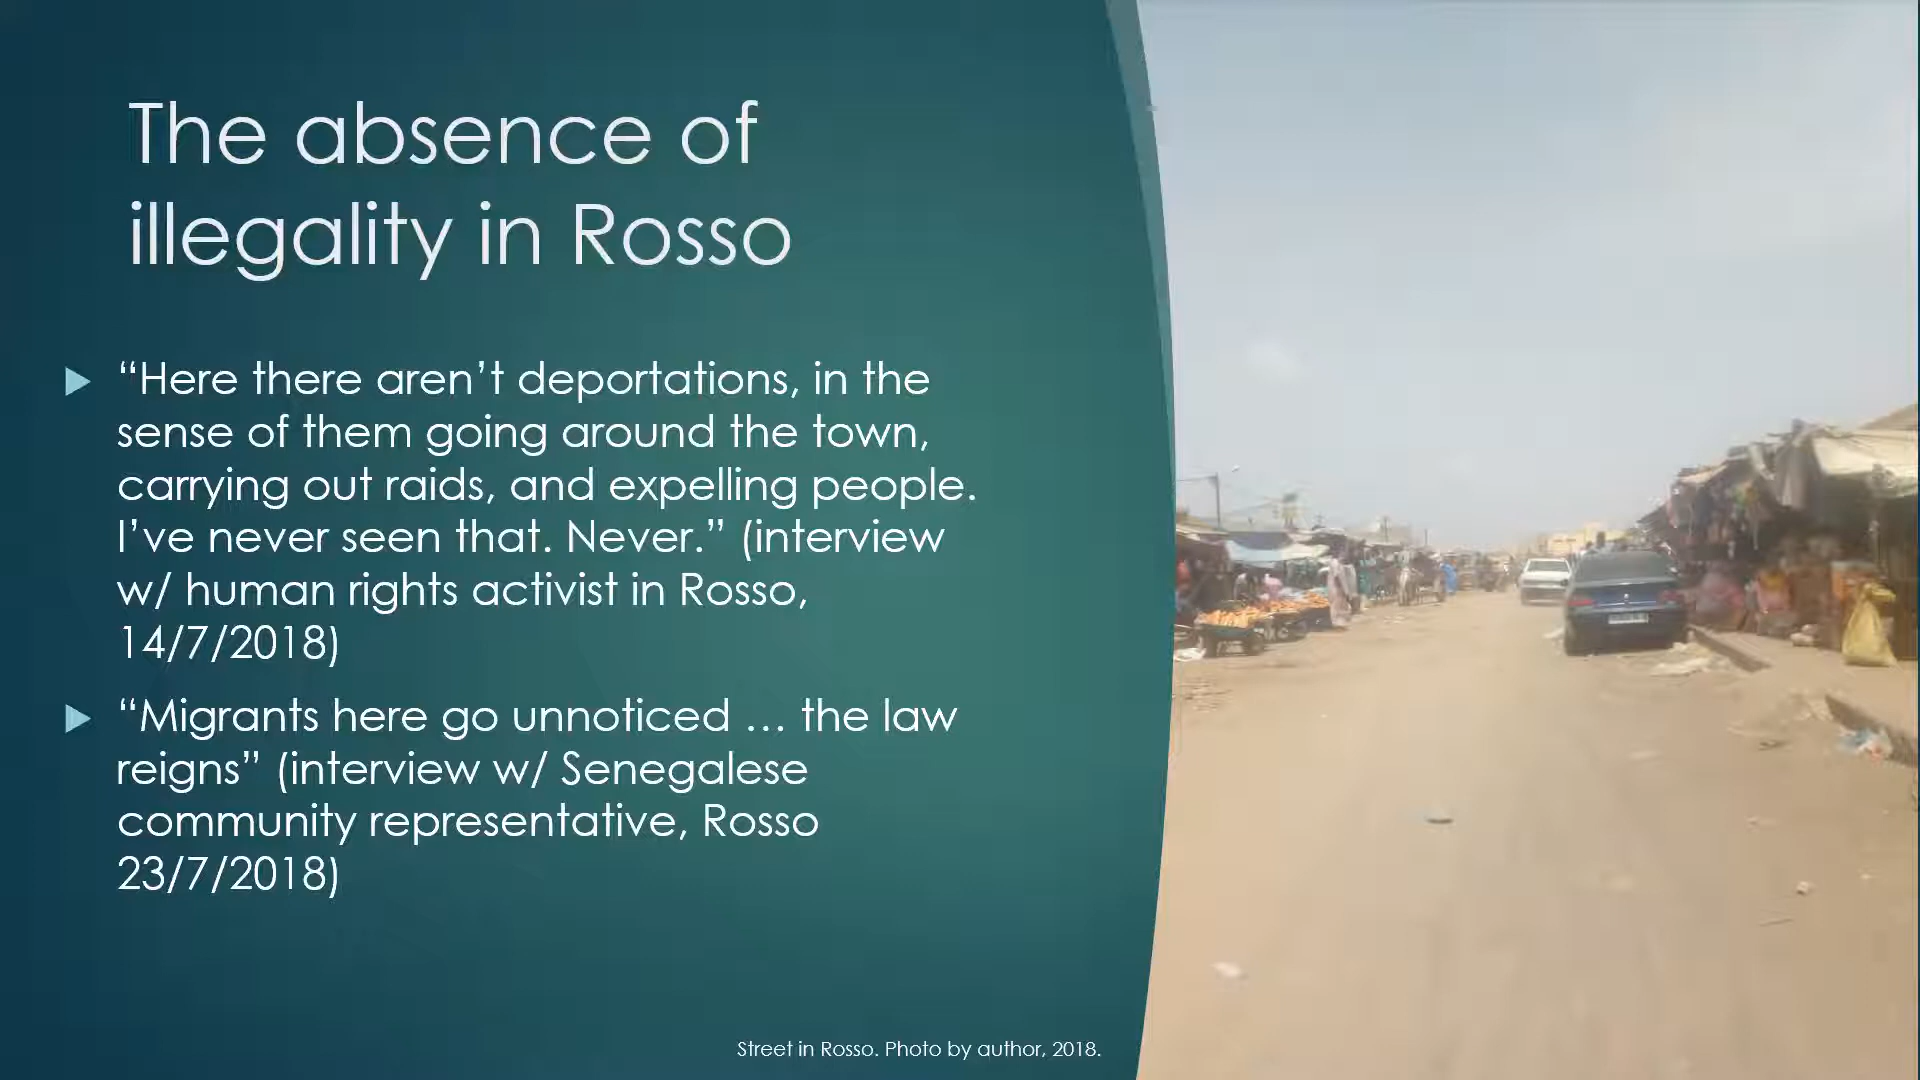 The absence of
illegality in Rosso
“Here there aren’t deportations, in the
sense of them going around the town,
carrying out raids, and expelling people.
I’ve never seen that. Never.” (interview
w/ human rights activist in Rosso,
14/7/2018)
“Migrants here go unnoticed … the law
reigns” (interview w/ Senegalese
community representative, Rosso
23/7/2018)
Street in Rosso. Photo by author, 2018.